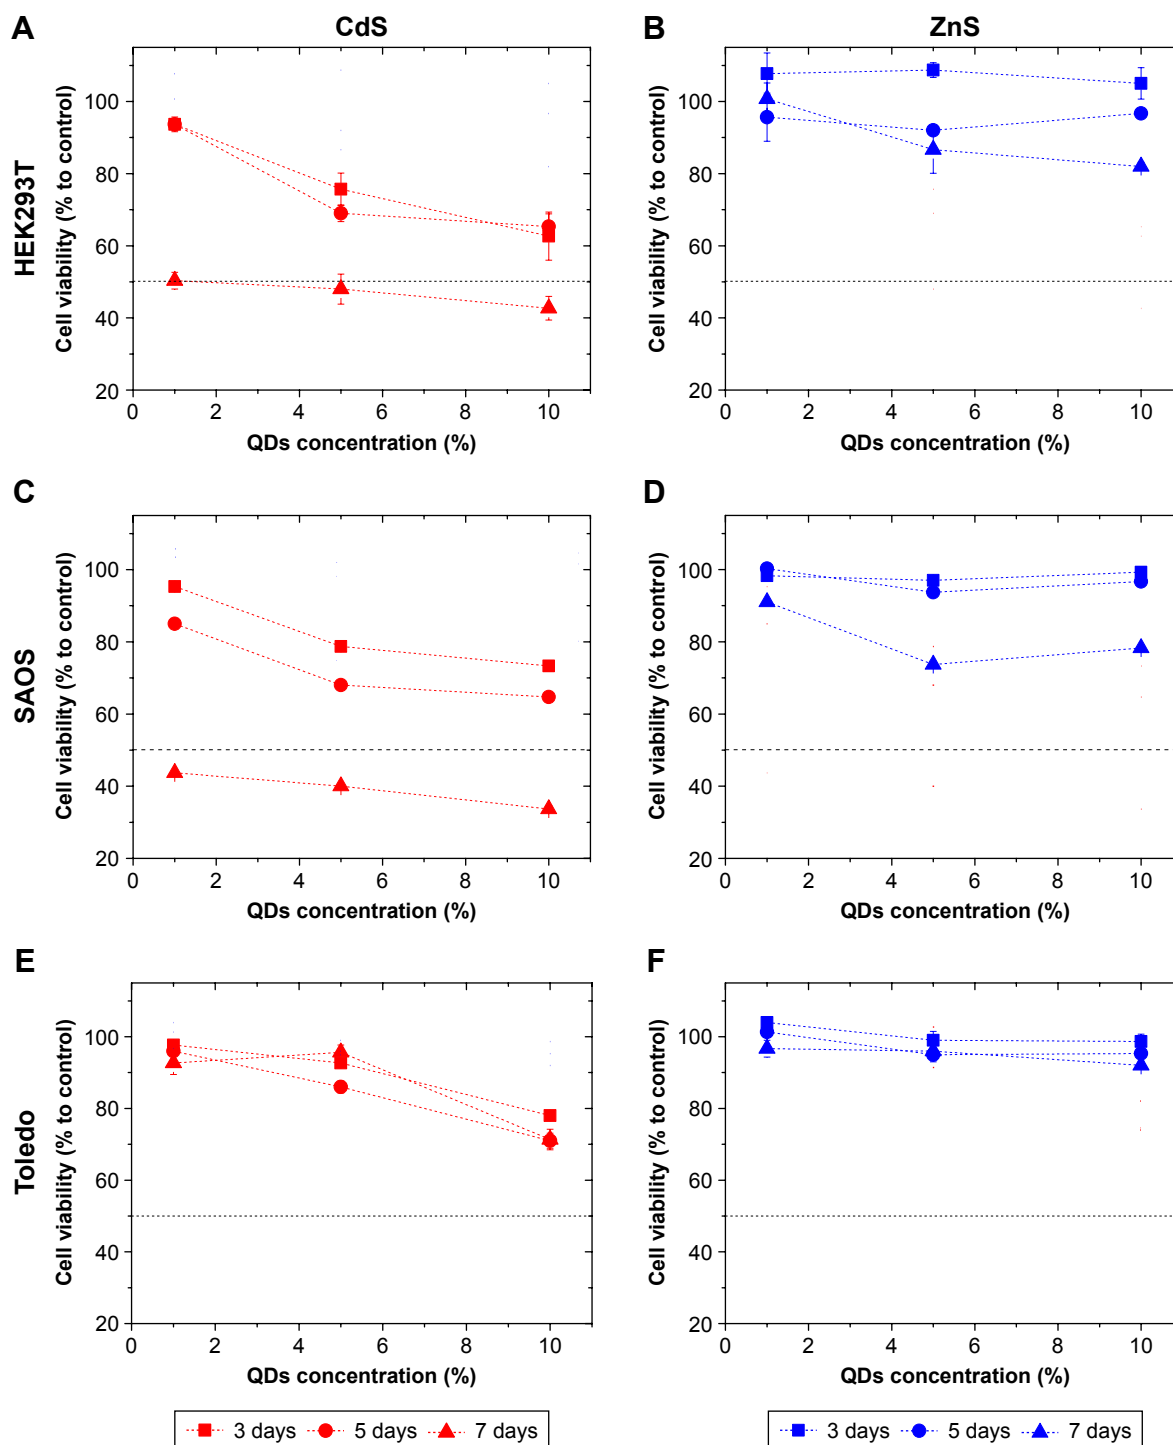 A
CdS
B
ZnS
HEK293T
Cell viability (% to control)
100
80
60
40
20
0 2 4 6 8 10
QDs concentration (%)
Cell viability (% to control)
100
80
60
40
20
0 2 4 6 8 10
QDs concentration (%)
C
D
SAOS
Cell viability (% to control)
100
80
60
40
20
0 2 4 6 8 10
QDs concentration (%)
Cell viability (% to control)
100
80
60
40
20
0 2 4 6 8 10
QDs concentration (%)
E
F
Toledo
Cell viability (% to control)
100
80
60
40
20
0 2 4 6 8 10
QDs concentration (%)
Cell viability (% to control)
100
80
60
40
20
0 2 4 6 8 10
QDs concentration (%)
3 days 5 days 7 days
3 days 5 days 7 days